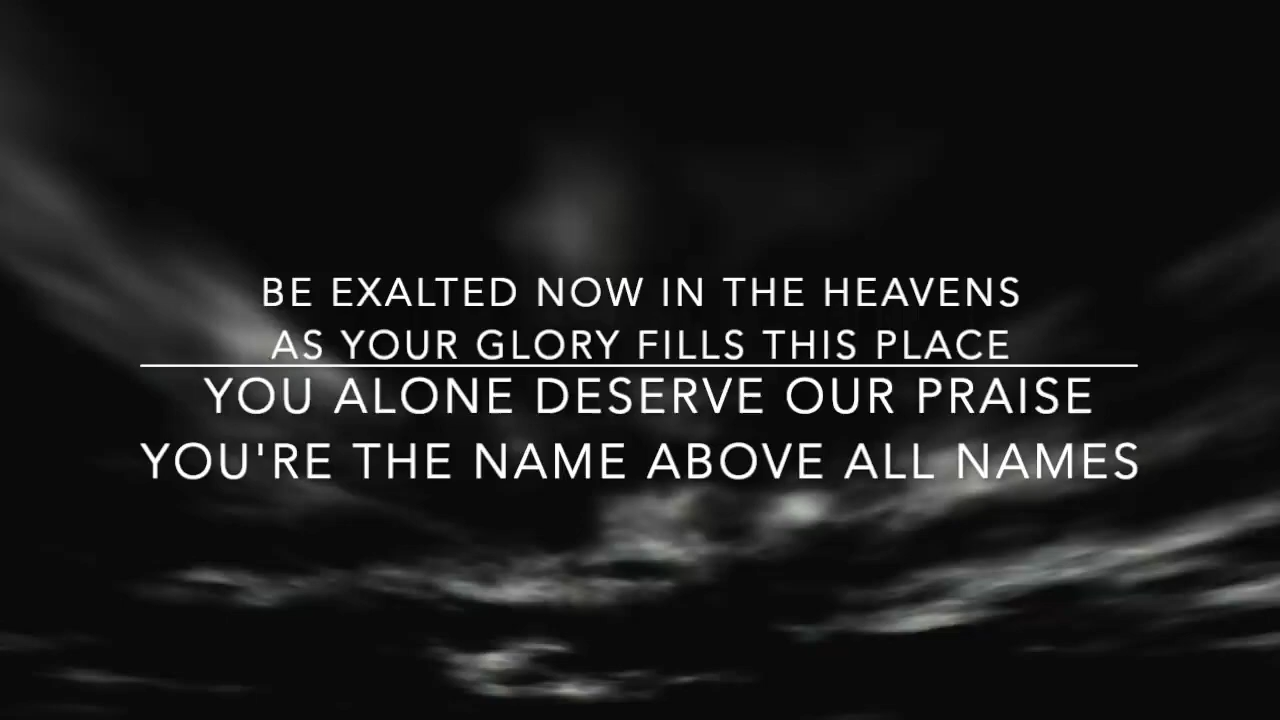 BE EXALTED NOW IN THE HEAVENS
AS YOUR GLORY FILLS THIS PLACE
YOU ALONE DESERVE OUR PRAISE
YOU'RE THE NAME ABOVE ALL NAMES